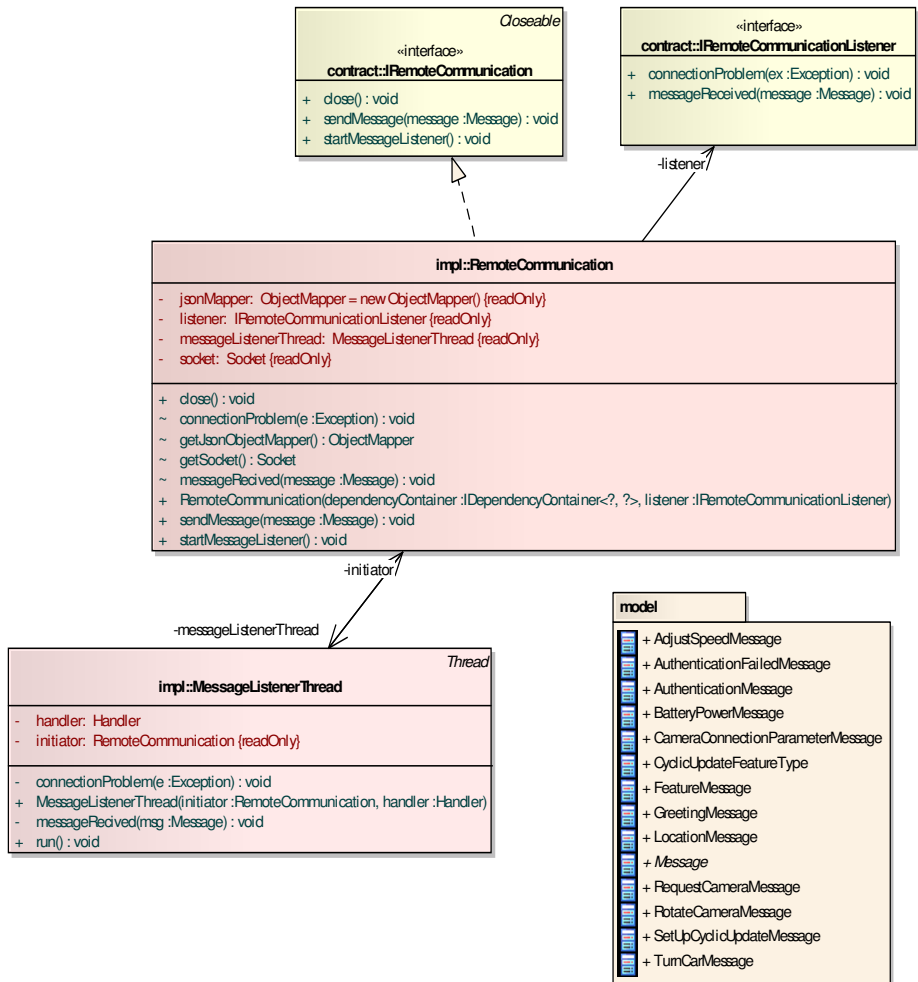 Closeable
«interface»
contract::IRemoteCommunication
+ close() : void
+ sendMessage(message :Message) : void
+ startMessageListener() : void
«interface»
contract::IRemoteCommunicationListener
+ connectionProblem(ex :Exception) : void
+ messageReceived(message :Message) : void
-listener
impl::RemoteCommunication
- jsonMapper: ObjectMapper = new ObjectMapper() {readOnly}
- listener: IRemoteCommunicationListener {readOnly}
- messageListenerThread: MessageListenerThread {readOnly}
- socket: Socket {readOnly}
+ close() : void
~ connectionProblem(e :Exception) : void
~ getJsonObjectMapper() : ObjectMapper
~ getSocket() : Socket
~ messageRecived(message :Message) : void
+ RemoteCommunication(dependencyContainer :IDependencyContainer<?, ?>, listener :IRemoteCommunicationListener)
+ sendMessage(message :Message) : void
+ startMessageListener() : void
-initiator
-messageListenerThread
Thread
impl::MessageListenerThread
- handler: Handler
- initiator: RemoteCommunication {readOnly}
- connectionProblem(e :Exception) : void
+ MessageListenerThread(initiator :RemoteCommunication, handler :Handler)
- messageRecived(msg :Message) : void
+ run() : void
model
+ AdjustSpeedMessage
+ AuthenticationFailedMessage
+ AuthenticationMessage
+ BatteryPowerMessage
+ CameraConnectionParameterMessage
+ CyclicUpdateFeatureType
+ FeatureMessage
+ GreetingMessage
+ LocationMessage
+ Message
+ RequestCameraMessage
+ RotateCameraMessage
+ SetUpCyclicUpdateMessage
+ TurnCarMessage